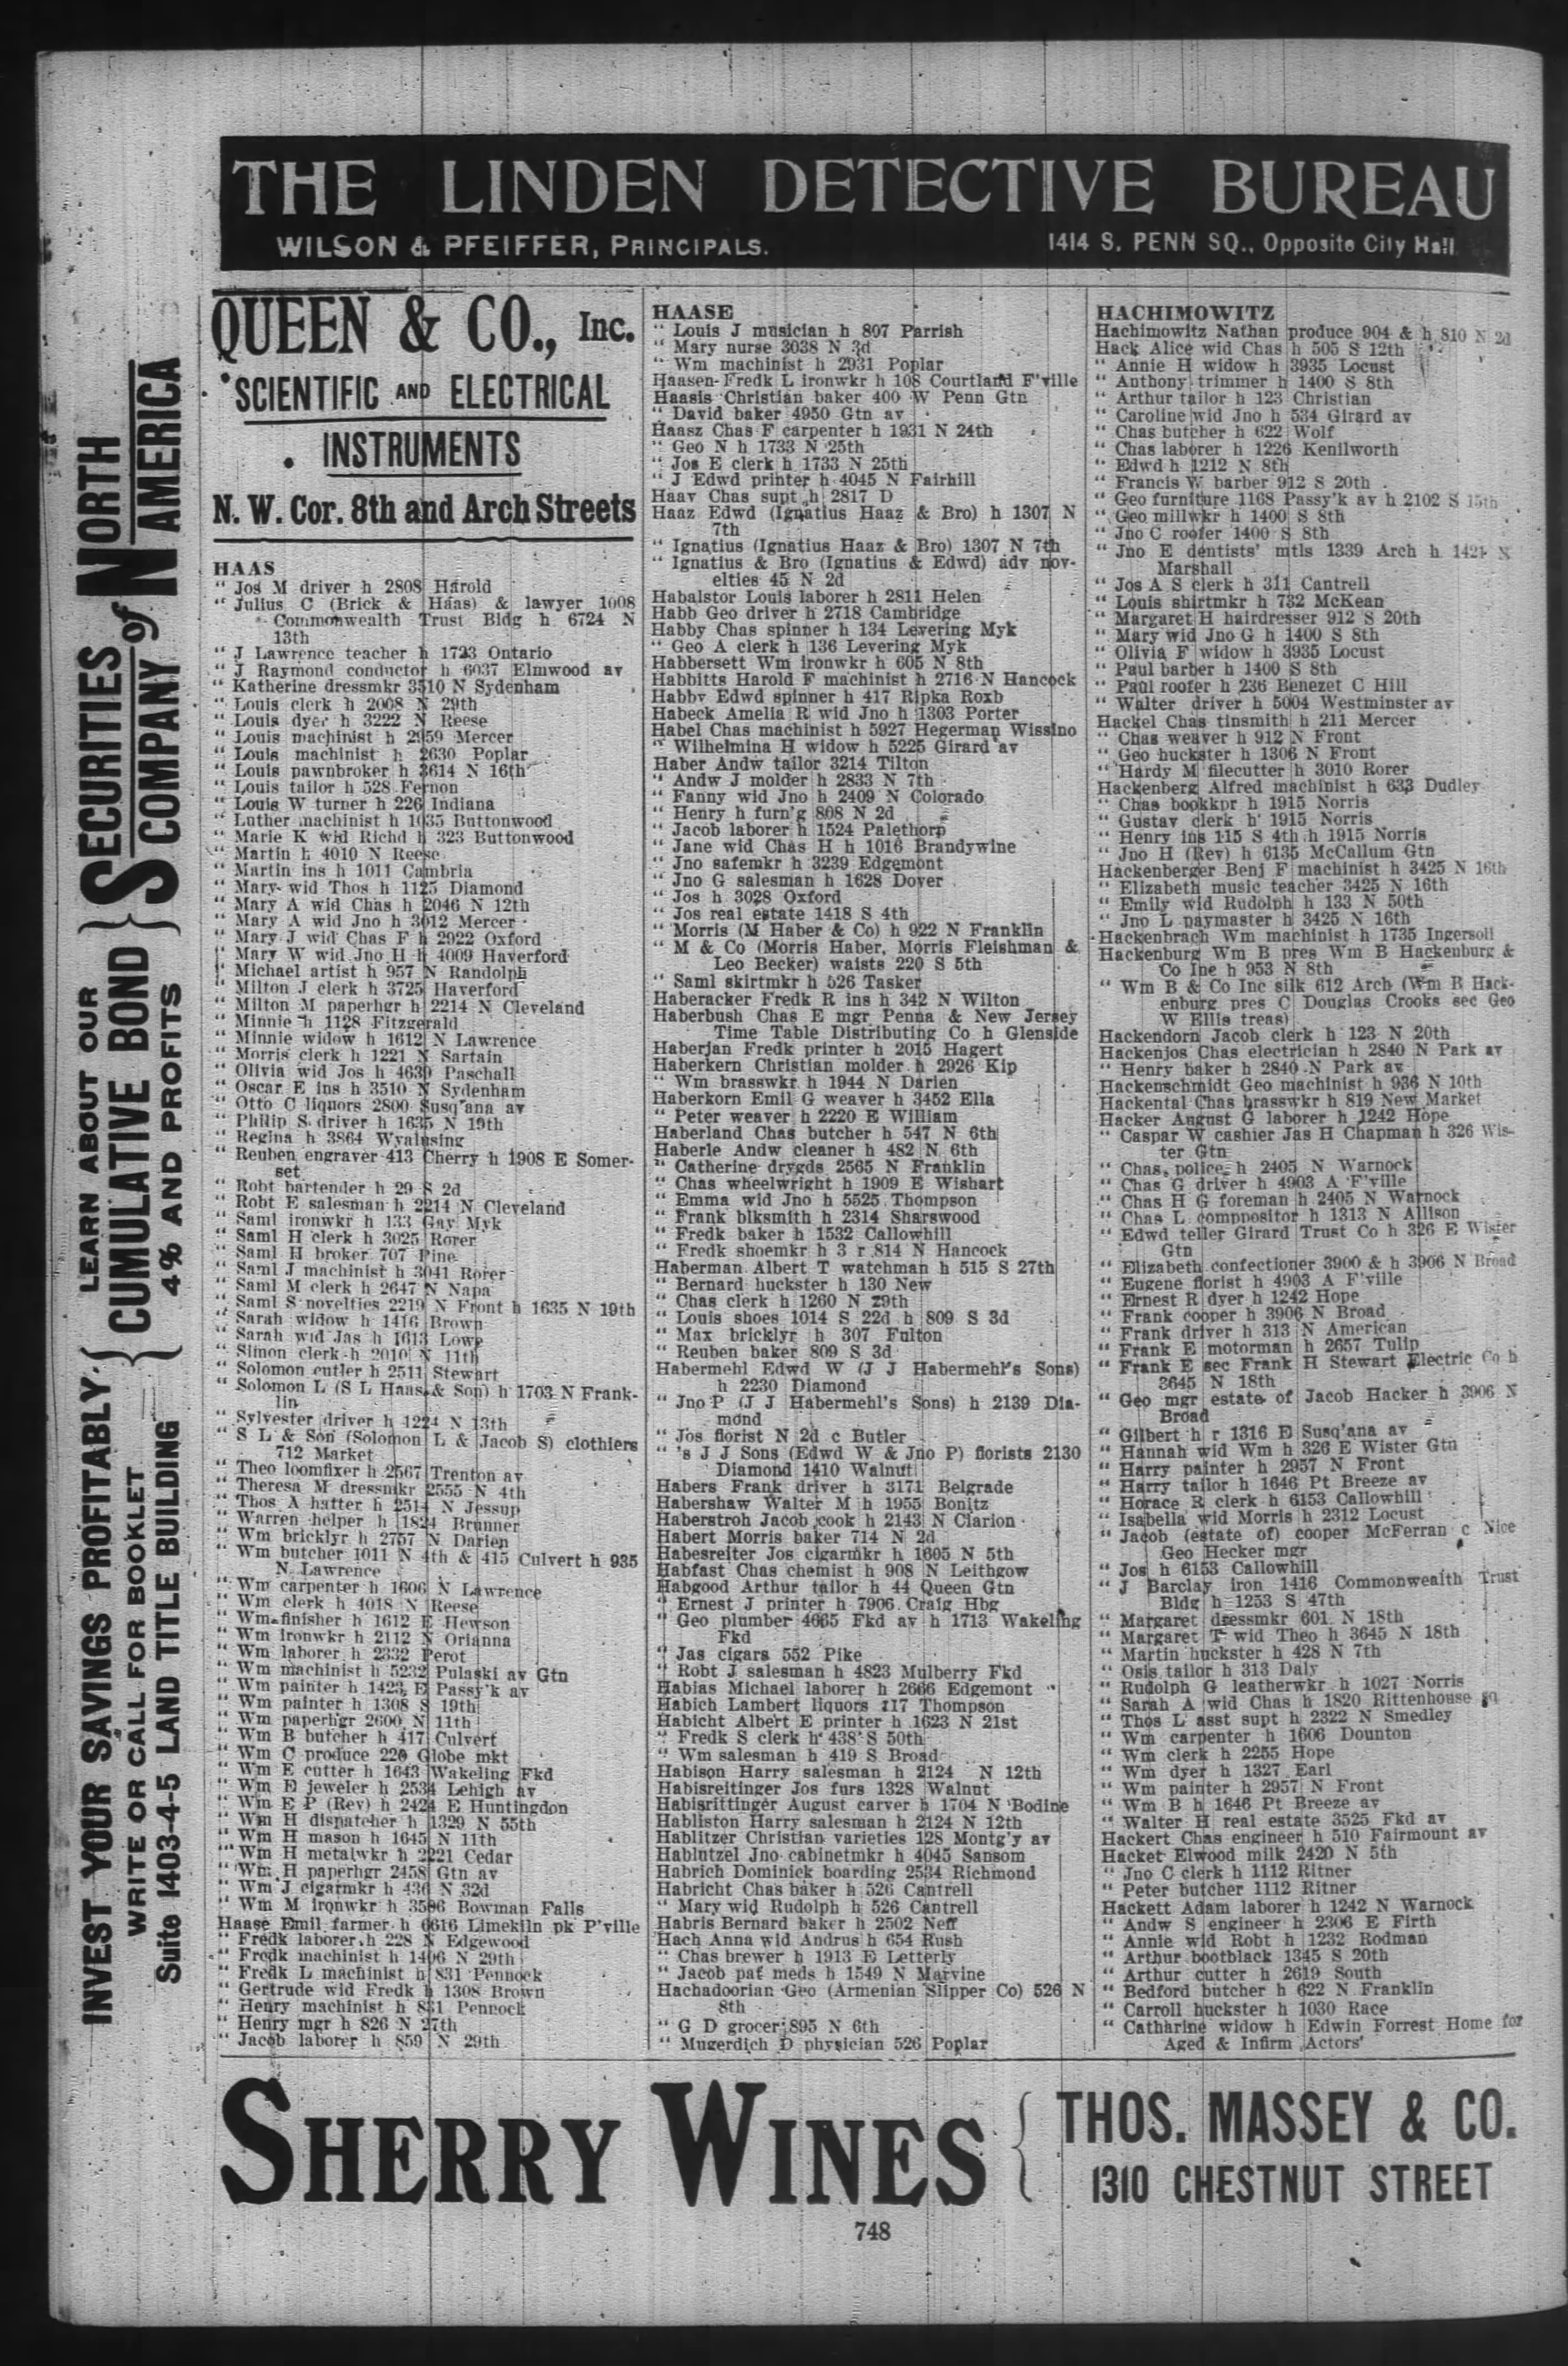 THE LINDEN DETECTIVE BUREAU
WILSON & PFEIFFER, PRINCIPALS.
1414 S. PENN SQ., Opposite City Hall
INVEST YOUR SAVINGS PROFITABLY.
WRITE OR CALL FOR BOOKLET
Suite 1403-4-5 LAND TITLE BUILDING
LEARN ABOUT OUR
CUMULATIVE BOND
4% AND PROFITS
SECURITIES of NORTH
COMPANY AMERICA
QUEEN & CO., Inc.
SCIENTIFIC AND ELECTRICAL
INSTRUMENTS
N. W. Cor. 8th and Arch Streets
HAAS
" Jos M driver h 2808 Harold
" Julius C (Brick & Haas) & lawyer 1008
Commonwealth Trust Bldg h 6724 N
13th
" J Lawrence teacher h 1723 Ontario
" J Raymond conductor h 6037 Elmwood av
" Katherine dressmkr 3510 N Sydenham
" Louis clerk h 2008 N 29th
" Louis dyer h 3222 N Reese
" Louis machinist h 2959 Mercer
" Louis machinist h 2630 Poplar
" Louis pawnbroker h 3614 N 16th
" Louis tailor h 528 Fernon
" Louis W turner h 226 Indiana
" Luther machinist h 1035 Buttonwood
" Marie K wid Richd h 323 Buttonwood
" Martin h 4010 N Reese
" Martin ins h 1011 Cambria
" Mary wid Thos h 1125 Diamond
" Mary A wid Chas h 2046 N 12th
" Mary A wid Jno h 3012 Mercer
" Mary J wid Chas F h 2922 Oxford
" Mary W wid Jno H h 4009 Haverford
" Michael artist h 957 N Randolph
" Milton J clerk h 3725 Haverford
" Milton M paperhgr h 2214 N Cleveland
" Minnie h 1128 Fitzgerald
" Minnie widow h 1612 N Lawrence
" Morris clerk h 1221 N Sartain
" Olivia wid Jos h 4630 Paschall
" Oscar E ins h 3510 N Sydenham
" Otto C liquors 2800 Susq'ana av
" Philip S driver h 1635 N 19th
" Regina h 3864 Wyalusing
" Reuben engraver 413 Cherry h 1908 E Somer-
set
" Robt bartender h 29 S 2d
" Robt E salesman h 2214 N Cleveland
" Saml ironwkr h 133 Gay Myk
" Saml H clerk h 3025 Rorer
" Saml H broker 707 Pine
" Saml J machinist h 3041 Rorer
" Saml M clerk h 2647 N Napa
" Saml S novelties 2219 N Front h 1635 N 19th
" Sarah widow h 1416 Brown
" Sarah wid Jas h 1613 Lowe
" Simon clerk h 2010 N 11th
" Solomon cutler h 2511 Stewart
" Solomon L (S L Haas & Son) h 1703 N Frank-
lin
" Sylvester driver h 1224 N 13th
" S L & Son (Solomon L & Jacob S) clothiers
712 Market
" Theo loomfixer h 2567 Trenton av
" Theresa M dressmkr 2555 N 4th
" Thos A hatter h 2514 N Jessup
" Warren helper h 1824 Brunner
" Wm bricklyr h 2757 N Darien
" Wm butcher 1011 N 4th & 415 Culvert h 935
N Lawrence
" Wm carpenter h 1606 N Lawrence
" Wm clerk h 4018 N Reese
" Wm finisher h 1612 E Hewson
" Wm ironwkr h 2112 N Orianna
" Wm laborer h 2332 Perot
" Wm machinist h 5232 Pulaski av Gtn
" Wm painter h 1423 E Passy'k av
" Wm painter h 1308 S 19th
" Wm paperhgr 2600 N 11th
" Wm B butcher h 417 Culvert
" Wm C produce 220 Globe mkt
" Wm E cutter h 1643 Wakeling Fkd
" Wm E jeweler h 2534 Lehigh av
" Wm E P (Rev) h 2424 E Huntingdon
" Wm H dispatcher h 1329 N 55th
" Wm H mason h 1645 N 11th
" Wm H metalwkr h 2221 Cedar
" Wm H paperhgr 2458 Gtn av
" Wm J cigarmkr h 430 N 32d
" Wm M ironwkr h 3506 Bowman Falls
Haase Emil farmer h 6616 Limekiln pk P'ville
" Fredk laborer h 228 N Edgewood
" Fredk machinist h 1406 N 29th
" Fredk L machinist h 831 Pennock
" Gertrude wid Fredk h 1308 Brown
" Henry machinist h 831 Pennock
" Henry mgr h 826 N 27th
" Jacob laborer h 859 N 29th
HAASE
" Louis J musician h 807 Parrish
" Mary nurse 3038 N 3d
" Wm machinist h 2931 Poplar
Haasen Fredk L ironwkr h 108 Courtland F'ville
Haasis Christian baker 400 W Penn Gtn
" David baker 4950 Gtn av
Haasz Chas F carpenter h 1931 N 24th
" Geo N h 1733 N 25th
" Jos E clerk h 1733 N 25th
" J Edwd printer h 4045 N Fairhill
Haav Chas supt h 2817 D
Haaz Edwd (Ignatius Haaz & Bro) h 1307 N
7th
" Ignatius (Ignatius Haaz & Bro) 1307 N 7th
" Ignatius & Bro (Ignatius & Edwd) adv nov-
elties 45 N 2d
Habalstor Louis laborer h 2811 Helen
Habb Geo driver h 2718 Cambridge
Habby Chas spinner h 134 Levering Myk
" Geo A clerk h 136 Levering Myk
Habbersett Wm ironwkr h 605 N 8th
Habbitts Harold F machinist h 2716 N Hancock
Habby Edwd spinner h 417 Ripka Roxb
Habeck Amelia R wid Jno h 1303 Porter
Habel Chas machinist h 5927 Hegerman Wissino
" Wilhelmina H widow h 5225 Girard av
Haber Andw tailor 3214 Tilton
" Andw J molder h 2833 N 7th
" Fanny wid Jno h 2409 N Colorado
" Henry h furn'g 808 N 2d
" Jacob laborer h 1524 Palethorp
" Jane wid Chas H h 1016 Brandywine
" Jno safemkr h 3239 Edgemont
" Jno G salesman h 1628 Dover
" Jos h 3028 Oxford
" Jos real estate 1418 S 4th
" Morris (M Haber & Co) h 922 N Franklin
" M & Co (Morris Haber, Morris Fleishman &
Leo Becker) waists 220 S 5th
" Saml skirtmkr h 526 Tasker
Haberacker Fredk R ins h 342 N Wilton
Haberbush Chas E mgr Penna & New Jersey
Time Table Distributing Co h Glenside
Haberjan Fredk printer h 2015 Hagert
Haberkern Christian molder h 2926 Kip
" Wm brasswkr h 1944 N Darien
Haberkorn Emil G weaver h 3452 Ella
" Peter weaver h 2220 E William
Haberland Chas butcher h 547 N 6th
Haberle Andw cleaner h 482 N 6th
" Catherine drygds 2565 N Franklin
" Chas wheelwright h 1909 E Wishart
" Emma wid Jno h 5525 Thompson
" Frank blksmith h 2314 Sharswood
" Fredk baker h 1532 Callowhill
" Fredk shoemkr h 3 r 814 N Hancock
Haberman Albert T watchman h 515 S 27th
" Bernard huckster h 130 New
" Chas clerk h 1260 N 29th
" Louis shoes 1014 S 22d h 809 S 3d
" Max bricklyr h 307 Fulton
" Reuben baker 809 S 3d
Habermehl Edwd W (J J Habermehl's Sons)
h 2230 Diamond
" Jno P (J J Habermehl's Sons) h 2139 Dia-
mond
" Jos florist N 2d c Butler
" 's J J Sons (Edwd W & Jno P) florists 2130
Diamond 1410 Walnut
Habers Frank driver h 3171 Belgrade
Habershaw Walter M h 1955 Bonitz
Haberstroh Jacob cook h 2143 N Clarion
Habert Morris baker 714 N 2d
Habesreiter Jos cigarmkr h 1605 N 5th
Habfast Chas chemist h 908 N Leithgow
Habgood Arthur tailor h 44 Queen Gtn
" Ernest J printer h 7906 Craig Hbg
" Geo plumber 4665 Fkd av h 1713 Wakeling
Fkd
" Jas cigars 552 Pike
" Robt J salesman h 4823 Mulberry Fkd
Habias Michael laborer h 2666 Edgemont
Habich Lambert liquors 117 Thompson
Habicht Albert E printer h 1623 N 21st
" Fredk S clerk h 438 S 50th
" Wm salesman h 419 S Broad
Habison Harry salesman h 2124 N 12th
Habisreitinger Jos furs 1328 Walnut
Habisrittinger August carver h 1704 N Bodine
Habliston Harry salesman h 2124 N 12th
Hablitzer Christian varieties 128 Montg'y av
Hablutzel Jno cabinetmkr h 4045 Sansom
Habrich Dominick boarding 2534 Richmond
Habricht Chas baker h 526 Cantrell
" Mary wid Rudolph h 526 Cantrell
Habris Bernard baker h 2502 Neff
Hach Anna wid Andrus h 654 Rush
" Chas brewer h 1913 E Letterly
" Jacob pat meds h 1549 N Marvine
Hachadoorian Geo (Armenian Slipper Co) 526 N
8th
" G D grocer 895 N 6th
" Mugerdich D physician 526 Poplar
HACHIMOWITZ
Hachimowitz Nathan produce 904 & h 810 N 2d
Hack Alice wid Chas h 505 S 12th
" Annie H widow h 3935 Locust
" Anthony trimmer h 1400 S 8th
" Arthur tailor h 123 Christian
" Caroline wid Jno h 534 Girard av
" Chas butcher h 622 Wolf
" Chas laborer h 1226 Kenilworth
" Edwd h 1212 N 8th
" Francis W barber 912 S 20th
" Geo furniture 1168 Passy'k av h 2102 S 15th
" Geo millwkr h 1400 S 8th
" Jno C roofer 1400 S 8th
" Jno E dentists' mtls 1339 Arch h 1421 N
Marshall
" Jos A S clerk h 311 Cantrell
" Louis shirtmkr h 732 McKean
" Margaret H hairdresser 912 S 20th
" Mary wid Jno G h 1400 S 8th
" Olivia F widow h 3935 Locust
" Paul barber h 1400 S 8th
" Paul roofer h 236 Benezet C Hill
" Walter driver h 5004 Westminster av
Hackel Chas tinsmith h 211 Mercer
" Chas weaver h 912 N Front
" Geo huckster h 1306 N Front
" Hardy M filecutter h 3010 Rorer
Hackenberg Alfred machinist h 633 Dudley
" Chas bookkpr h 1915 Norris
" Gustav clerk h 1915 Norris
" Henry ins 115 S 4th h 1915 Norris
" Jno H (Rev) h 6135 McCallum Gtn
Hackenberger Benj F machinist h 3425 N 16th
" Elizabeth music teacher 3425 N 16th
" Emily wid Rudolph h 133 N 50th
" Jno L paymaster h 3425 N 16th
Hackenbrach Wm machinist h 1735 Ingersoll
Hackenburg Wm B pres Wm B Hackenburg &
Co Inc h 953 N 8th
" Wm B & Co Inc silk 612 Arch (Wm B Hack-
enburg pres C Douglas Crooks sec Geo
W Ellis treas)
Hackendorn Jacob clerk h 123 N 20th
Hackenjos Chas electrician h 2840 N Park av
" Henry baker h 2840 N Park av
Hackenschmidt Geo machinist h 936 N 10th
Hackental Chas brasswkr h 819 New Market
Hacker August G laborer h 1242 Hope
" Caspar W cashier Jas H Chapman h 326 Wis-
ter Gtn
" Chas police h 2405 N Warnock
" Chas G driver h 4903 A F'ville
" Chas H G foreman h 2405 N Warnock
" Chas L compnositor h 1313 N Allison
" Edwd teller Girard Trust Co h 326 E Wister
Gtn
" Elizabeth confectioner 3900 & h 3906 N Broad
" Eugene florist h 4903 A F'ville
" Ernest R dyer h 1242 Hope
" Frank cooper h 3906 N Broad
" Frank driver h 313 N American
" Frank E motorman h 2657 Tulip
" Frank E sec Frank H Stewart Electric Co h
3645 N 18th
" Geo mgr estate of Jacob Hacker h 3906 N
Broad
" Gilbert h r 1316 E Susq'ana av
" Hannah wid Wm h 326 E Wister Gtn
" Harry painter h 2957 N Front
" Harry tailor h 1646 Pt Breeze av
" Horace R clerk h 6153 Callowhill
" Isabella wid Morris h 2312 Locust
" Jacob (estate of) cooper McFerran c Nice
Geo Hecker mgr
" Jos h 6153 Callowhill
" J Barclay iron 1416 Commonwealth Trust
Bldg h 1253 S 47th
" Margaret dressmkr 601 N 18th
" Margaret T wid Theo h 3645 N 18th
" Martin huckster h 428 N 7th
" Osis tailor h 313 Daly
" Rudolph G leatherwkr h 1027 Norris
" Sarah A wid Chas h 1820 Rittenhouse sq
" Thos L asst supt h 2322 N Smedley
" Wm carpenter h 1606 Dounton
" Wm clerk h 2255 Hope
" Wm dyer h 1327 Earl
" Wm painter h 2957 N Front
" Wm B h 1646 Pt Breeze av
" Walter H real estate 3525 Fkd av
Hackert Chas engineer h 510 Fairmount av
Hacket Elwood milk 2420 N 5th
" Jno C clerk h 1112 Ritner
" Peter butcher 1112 Ritner
Hackett Adam laborer h 1242 N Warnock
" Andw S engineer h 2306 E Firth
" Annie wid Robt h 1232 Rodman
" Arthur bootblack 1345 S 20th
" Arthur cutter h 2619 South
" Bedford butcher h 622 N Franklin
" Carroll huckster h 1030 Race
" Catharine widow h Edwin Forrest Home for
Aged & Infirm Actors'
SHERRY WINES
THOS. MASSEY & CO.
1310 CHESTNUT STREET
748